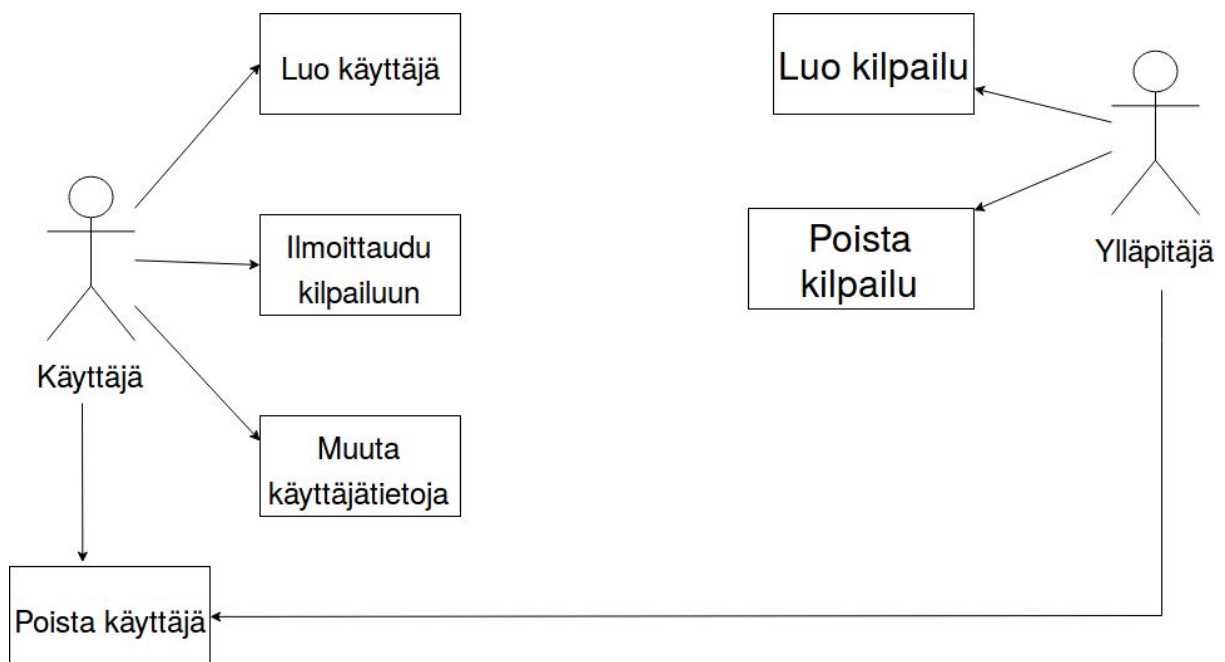 Luo käyttäjä
Luo kilpailu
Ilmoittaudu
kilpailuun
Poista
kilpailu
Ylläpitäjä
Käyttäjä
Muuta
käyttäjätietoja
Poista käyttäjä